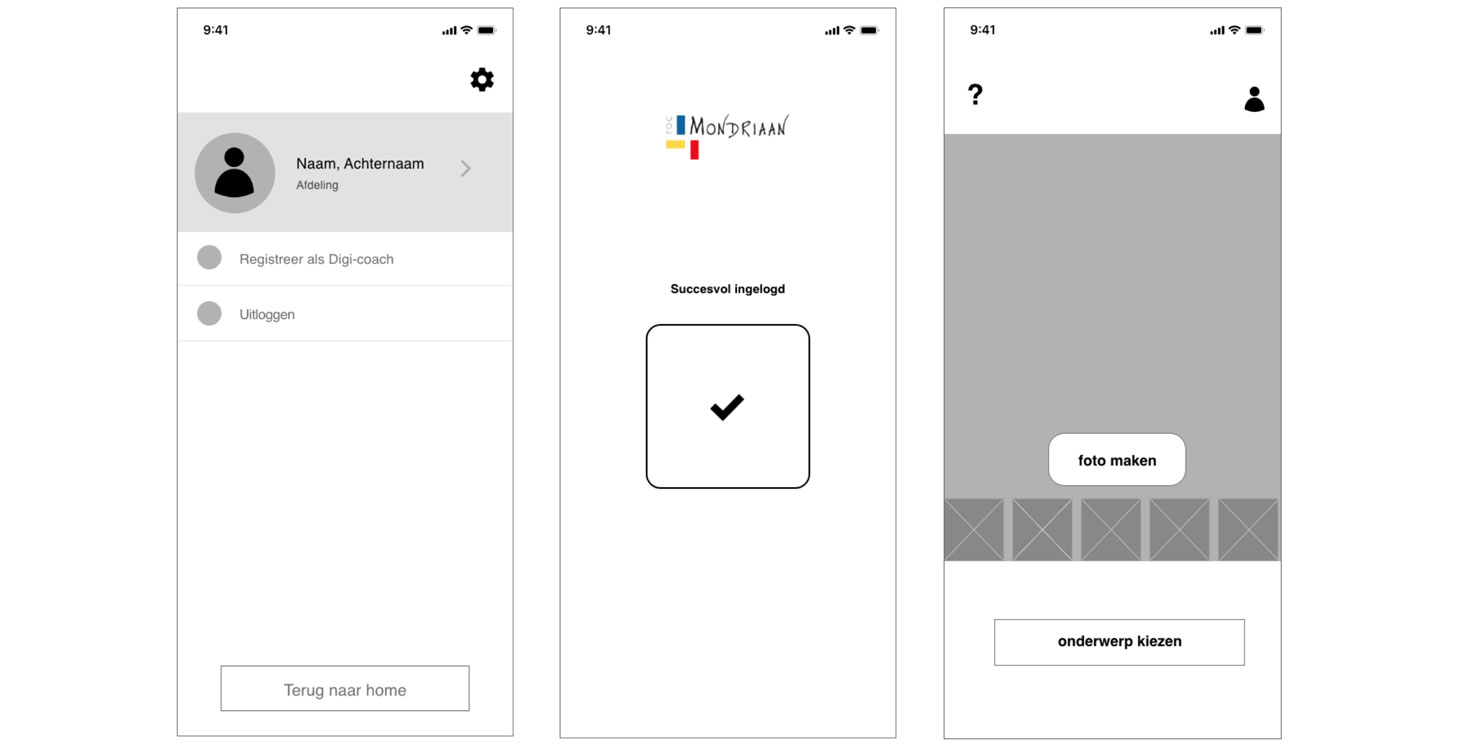 9:41
Naam, Achternaam
Afdeling
Registreer als Digi-coach
Uitloggen
Terug naar home
9:41
roc MONDRIAAN
Succesvol ingelogd
9:41
?
foto maken
onderwerp kiezen